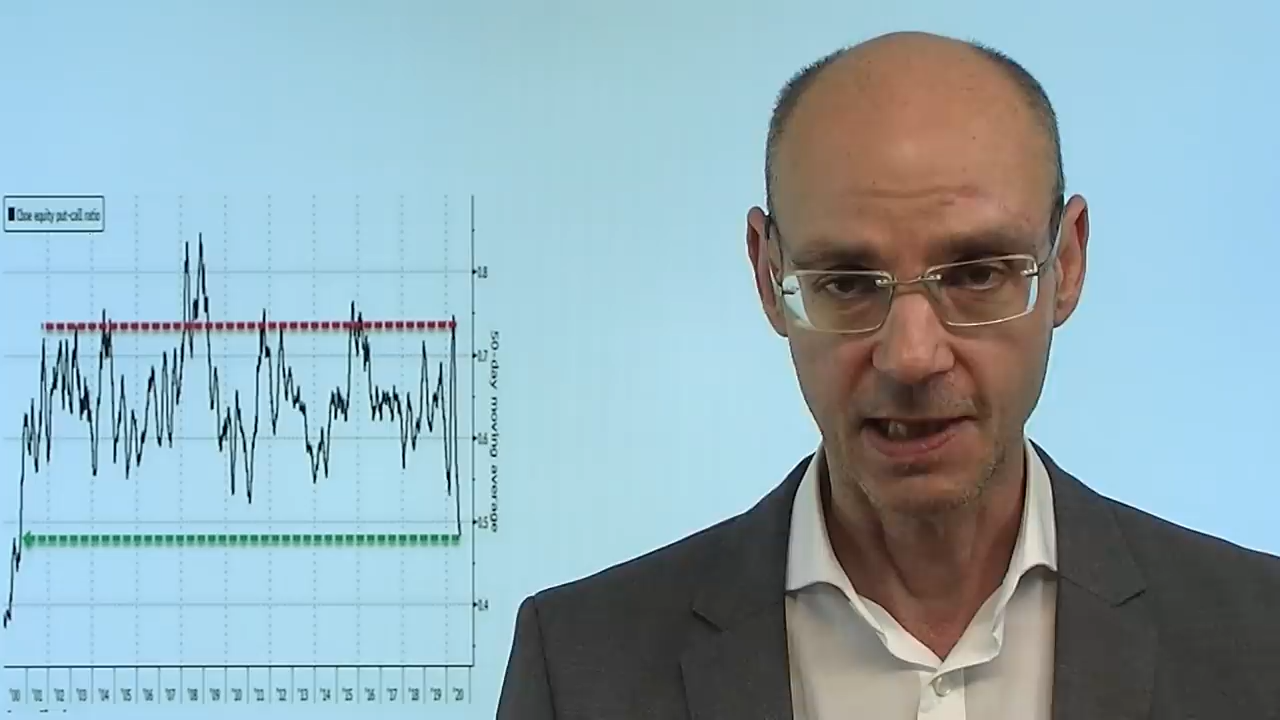 Cboe equity put-call ratio
0.8
0.7
0.6
0.5
0.4
50-day moving average
'00 '01 '02 '03 '04 '05 '06 '07 '08 '09 '10 '11 '12 '13 '14 '15 '16 '17 '18 '19 '20